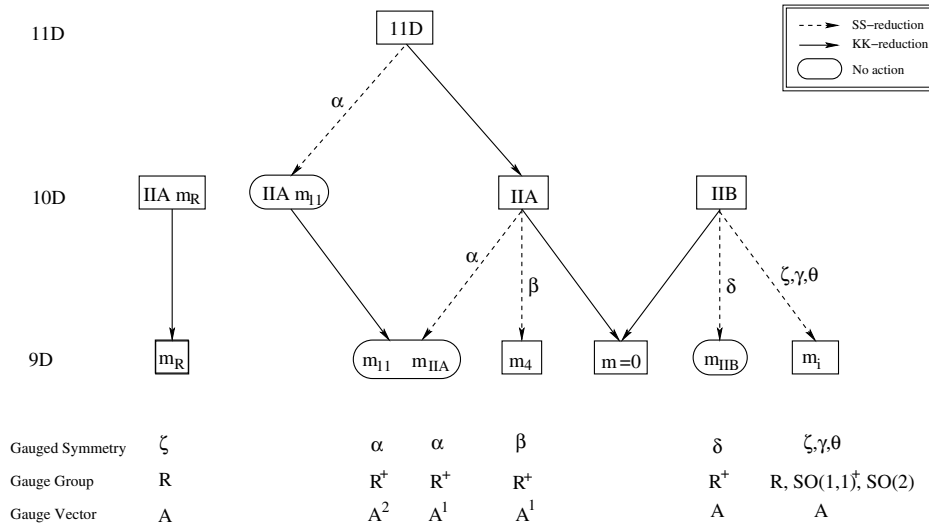 11D
11D
SS-reduction
KK-reduction
No action
α
10D
IIA m_R
IIA m_11
IIA
IIB
α
β
δ
ζ,γ,θ
9D
m_R
m_11 m_IIA
m_4
m=0
m_IIB
m_i
Gauged Symmetry ζ α α β δ ζ,γ,θ
Gauge Group R R^+ R^+ R^+ R^+ R, SO(1,1)^+, SO(2)
Gauge Vector A A^2 A^1 A^1 A A